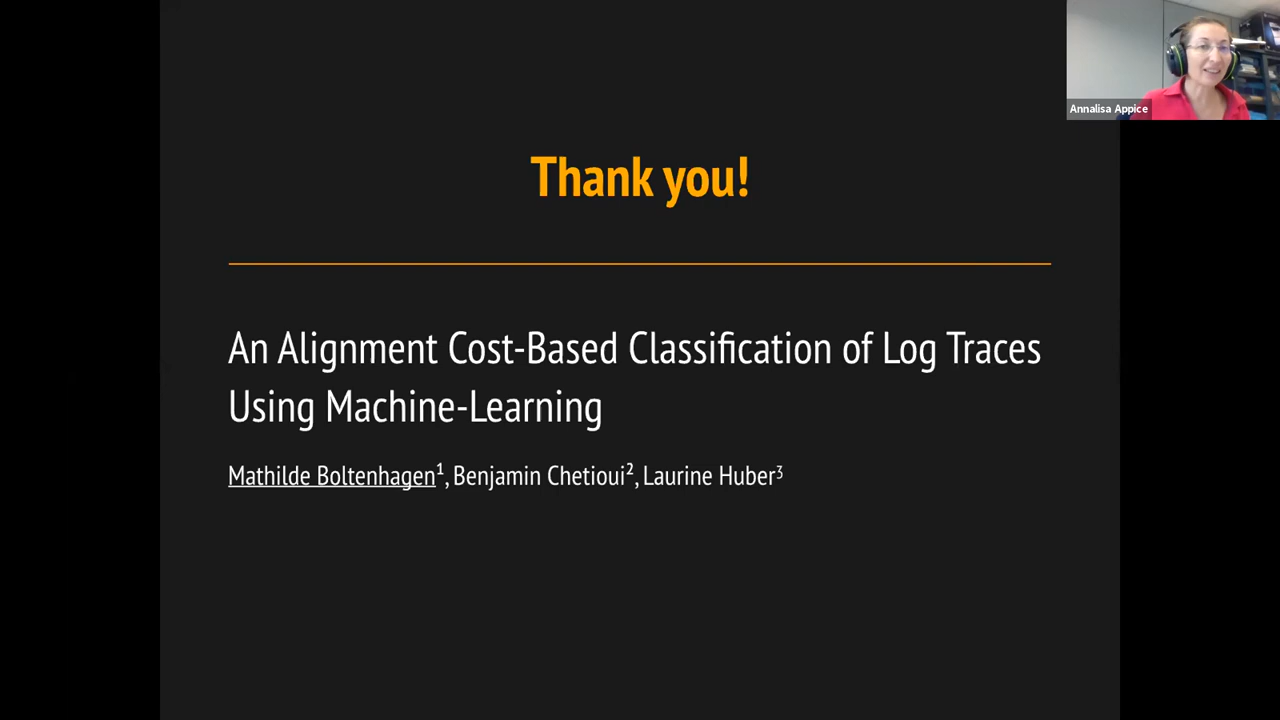 Annalisa Appice
Thank you!
An Alignment Cost-Based Classification of Log Traces
Using Machine-Learning
Mathilde Boltenhagen¹, Benjamin Chetioui², Laurine Huber³